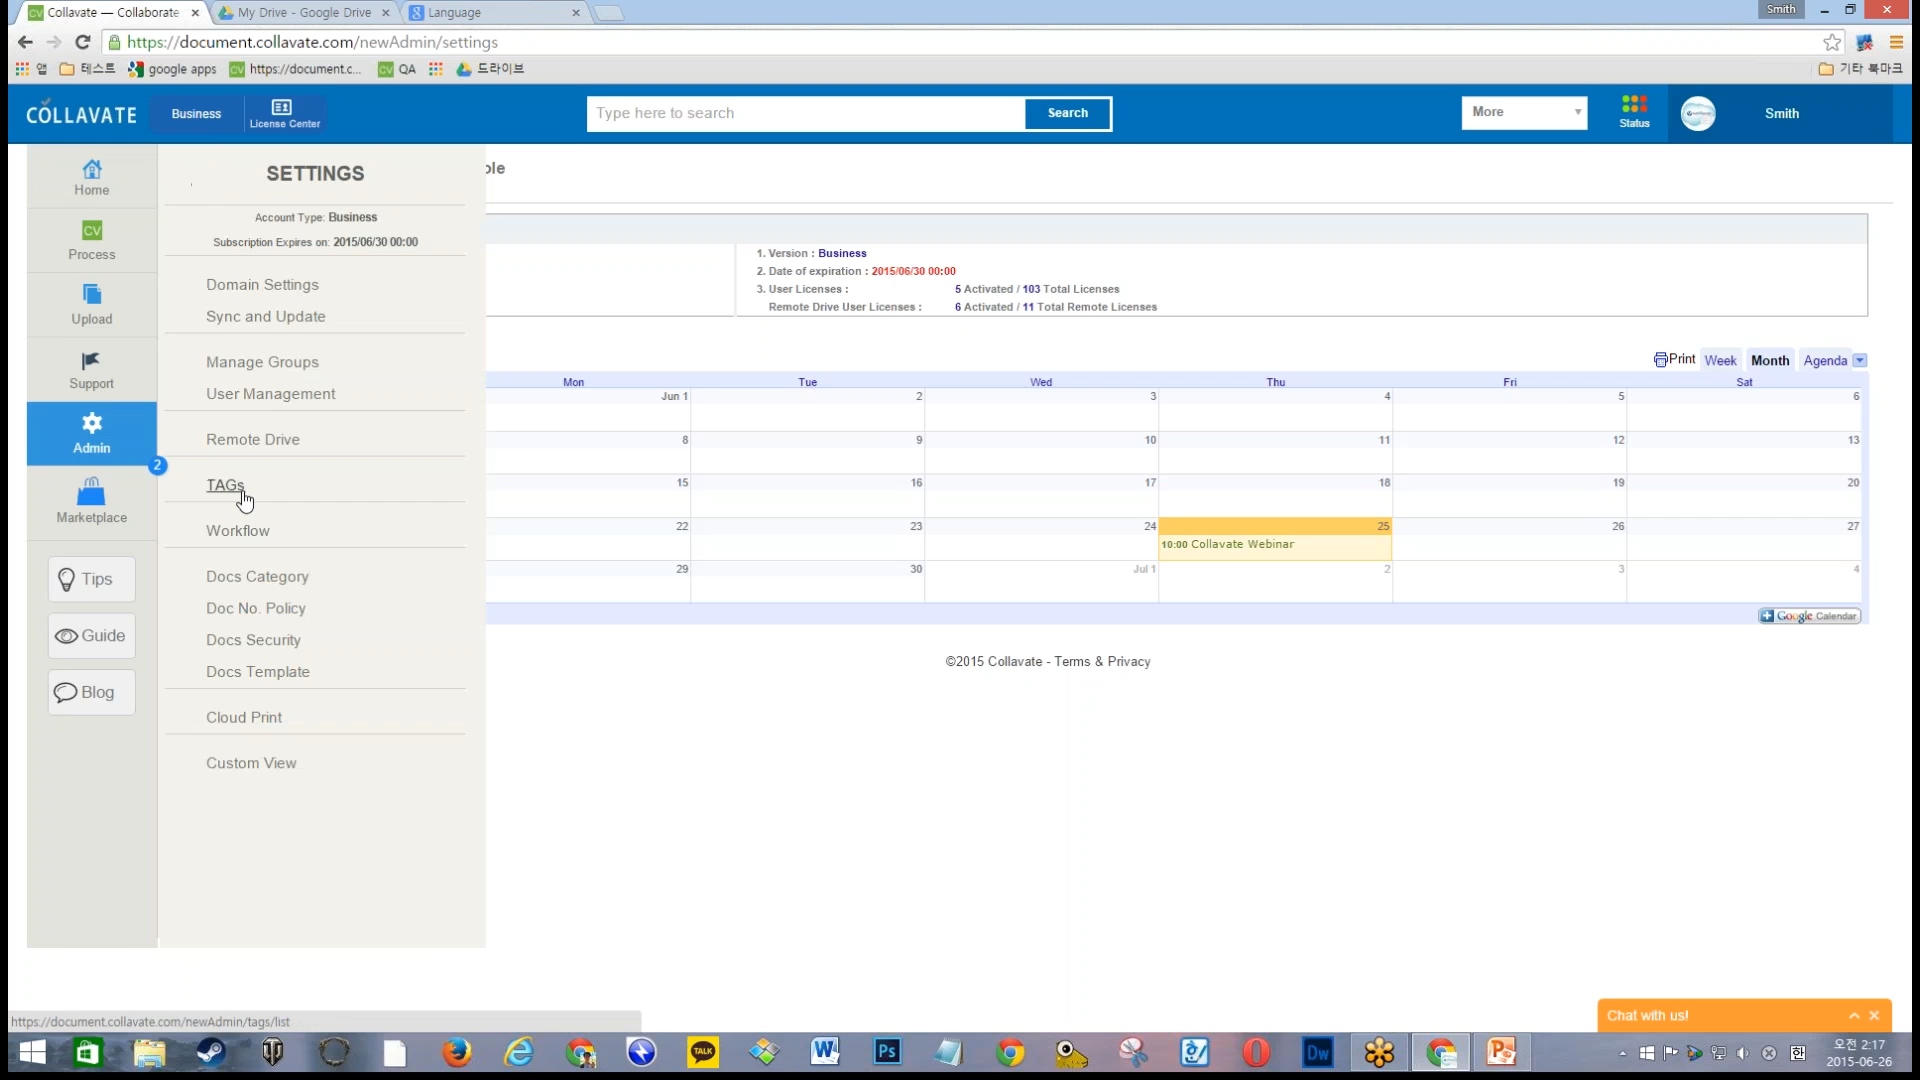 Collavate — Collaborate
My Drive - Google Drive
Language
Smith
https://document.collavate.com/newAdmin/settings
앱
테스트
google apps
https://document.c...
QA
드라이브
기타 북마크
COLLAVATE
Business
License Center
Type here to search
Search
More
Status
Smith
Home
Process
Upload
Support
Admin
2
Marketplace
Tips
Guide
Blog
SETTINGS
Account Type: Business
Subscription Expires on: 2015/06/30 00:00
Domain Settings
Sync and Update
Manage Groups
User Management
Remote Drive
TAGs
Workflow
Docs Category
Doc No. Policy
Docs Security
Docs Template
Cloud Print
Custom View
ole
1. Version : Business
2. Date of expiration : 2015/06/30 00:00
3. User Licenses : 5 Activated / 103 Total Licenses
Remote Drive User Licenses : 6 Activated / 11 Total Remote Licenses
Print Week Month Agenda
Mon Tue Wed Thu Fri Sat
Jun 1 2 3 4 5 6
8 9 10 11 12 13
15 16 17 18 19 20
22 23 24 25 26 27
10:00 Collavate Webinar
29 30 Jul 1 2 3 4
Google Calendar
©2015 Collavate - Terms & Privacy
Chat with us!
https://document.collavate.com/newAdmin/tags/list
TALK
Ps
Dw
한
오전 2:17
2015-06-26